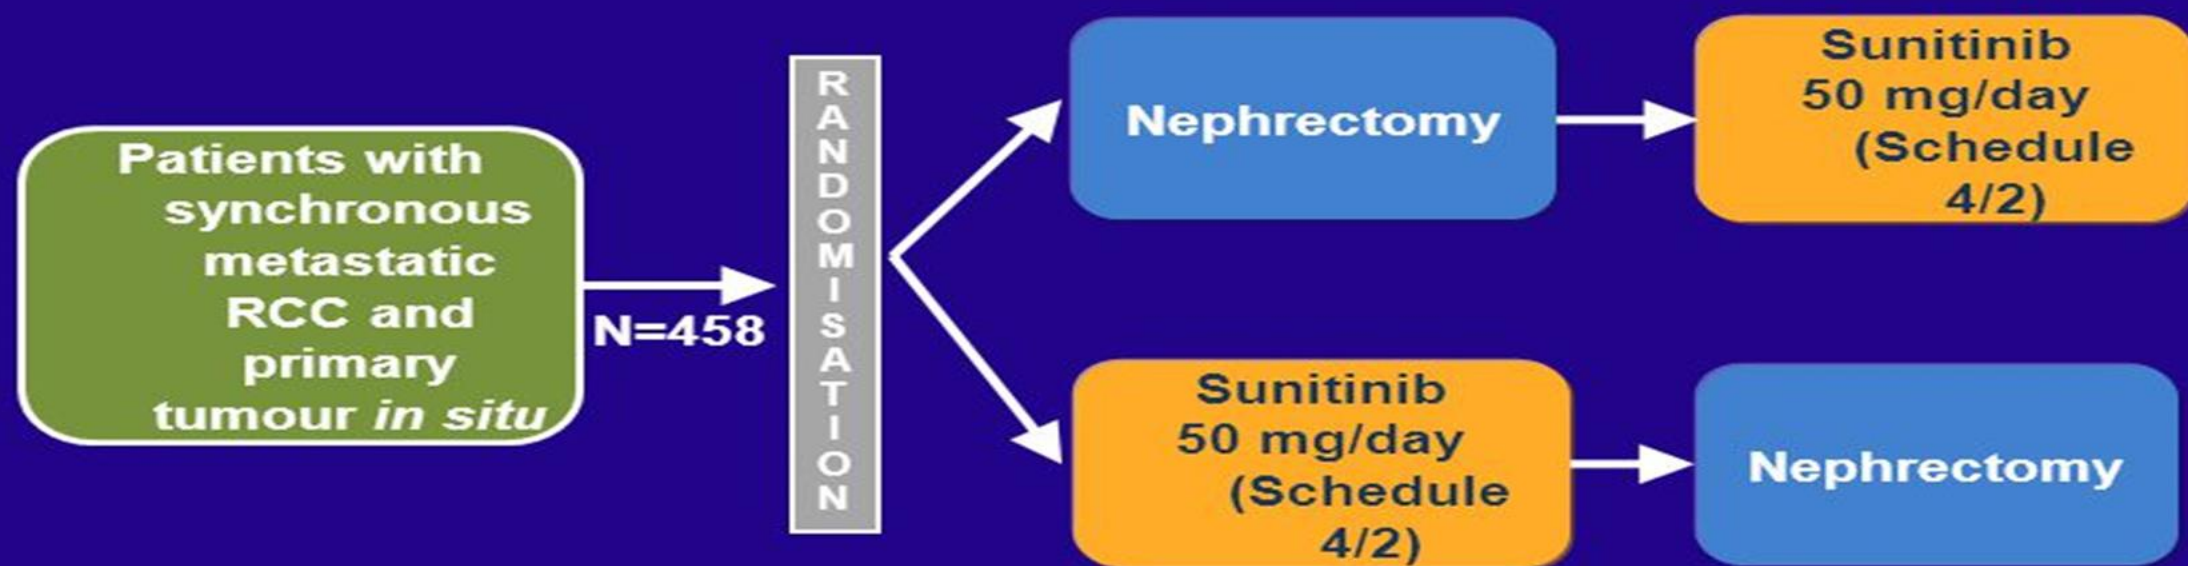 Patients with
synchronous
metastatic
RCC and
primary
tumour in situ
N=458
RANDOMISATION
Nephrectomy
Sunitinib
50 mg/day
(Schedule
4/2)
Sunitinib
50 mg/day
(Schedule
4/2)
Nephrectomy